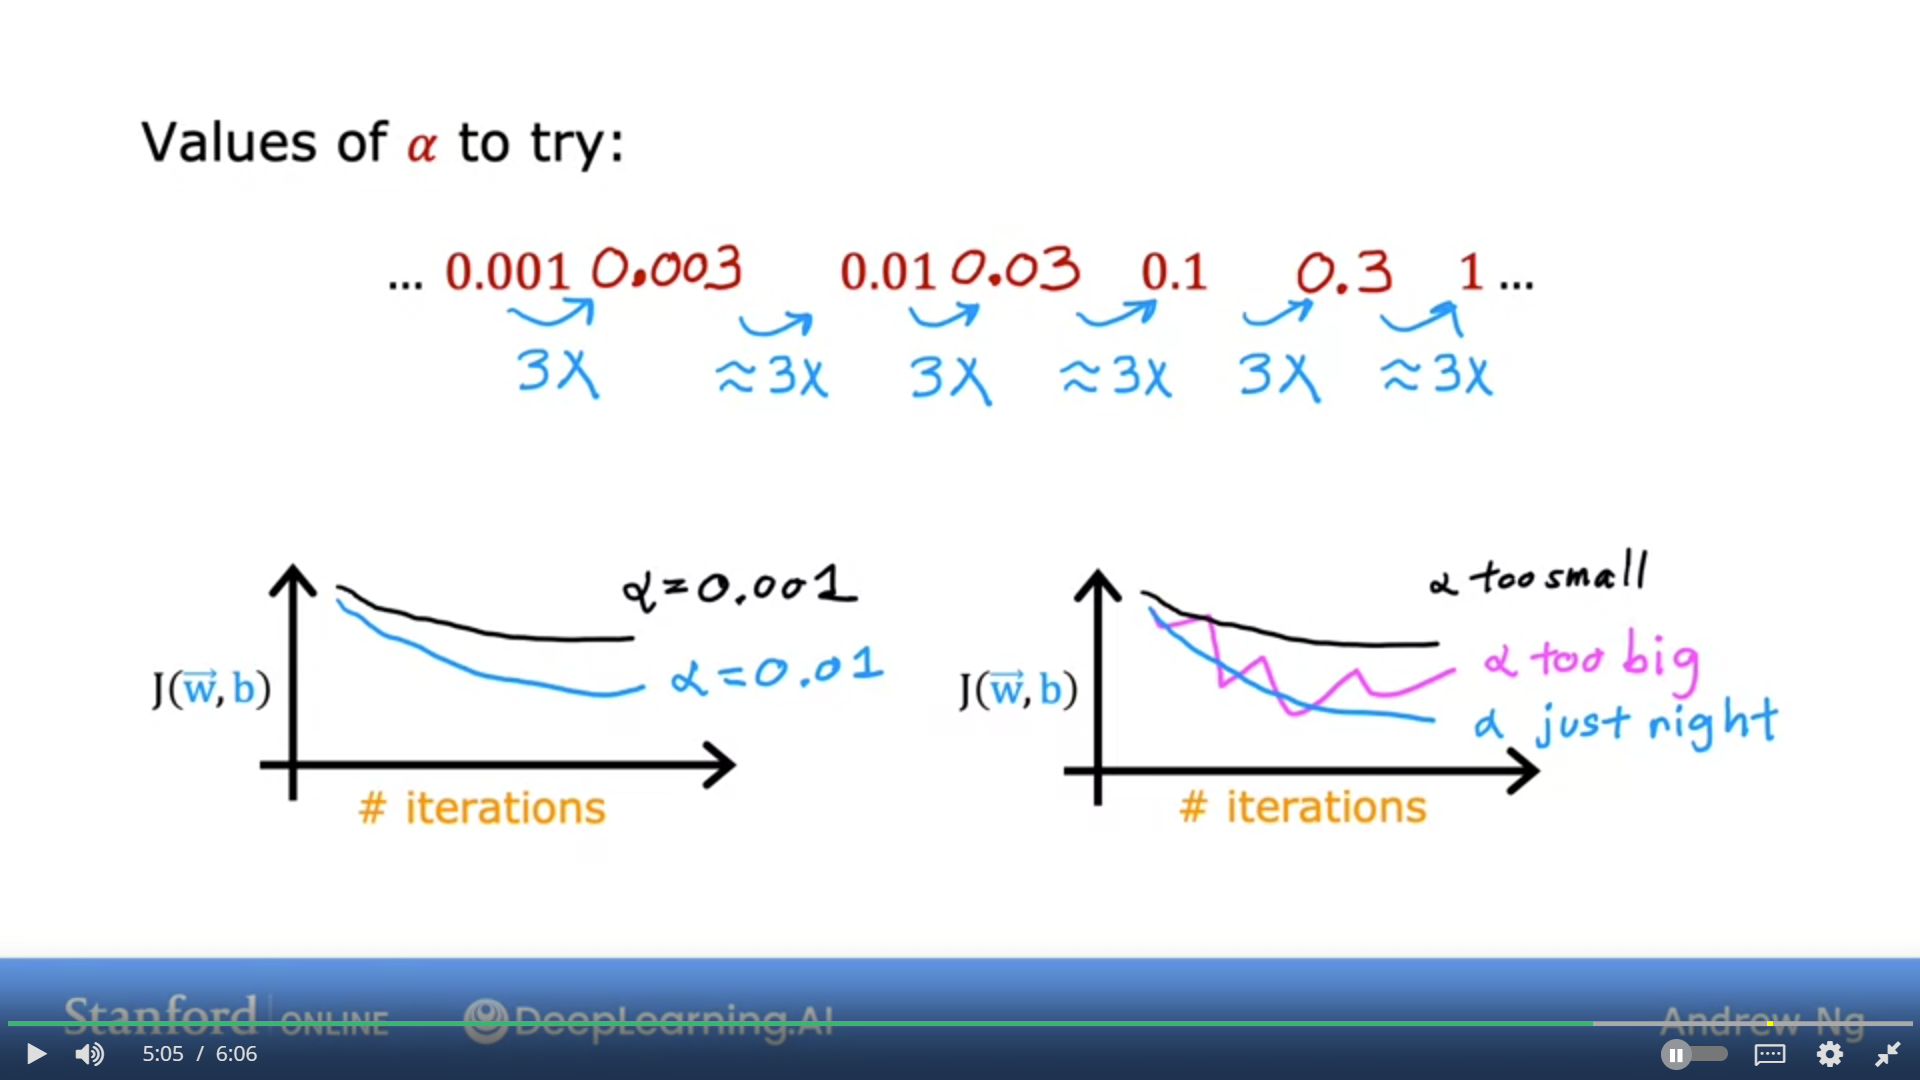 Values of α to try:
... 0.001 0.003 0.01 0.03 0.1 0.3 1 ...
3X ≈3X 3X ≈3X 3X ≈3X
α=0.001
α=0.01
J(w⃗,b)
# iterations
α too small
α too big
α just right
J(w⃗,b)
# iterations
Stanford | ONLINE DeepLearning.AI Andrew Ng
5:05 / 6:06